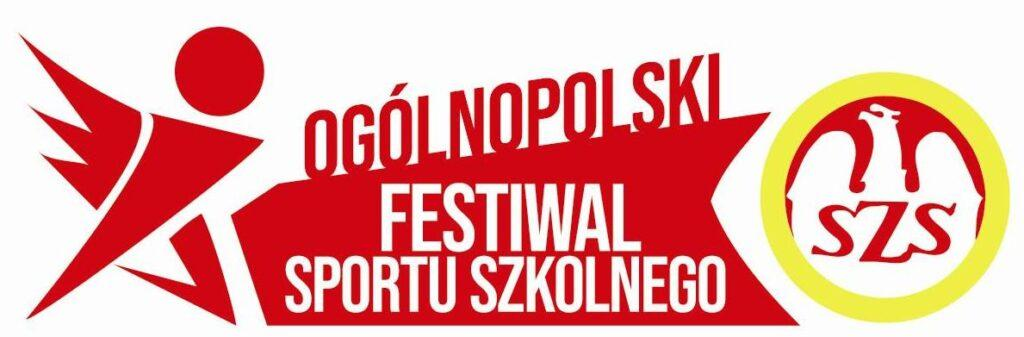 OGÓLNOPOLSKI
FESTIWAL
SPORTU SZKOLNEGO
SZS